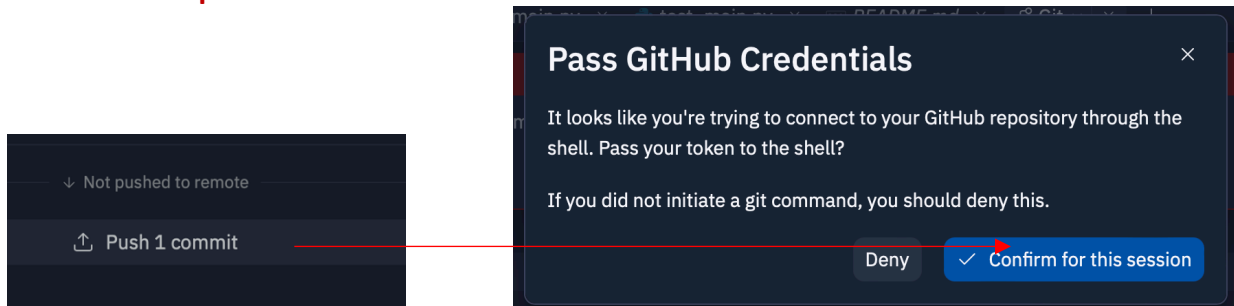 Pass GitHub Credentials
It looks like you're trying to connect to your GitHub repository through the
shell. Pass your token to the shell?
If you did not initiate a git command, you should deny this.
Deny
Confirm for this session
Not pushed to remote
Push 1 commit